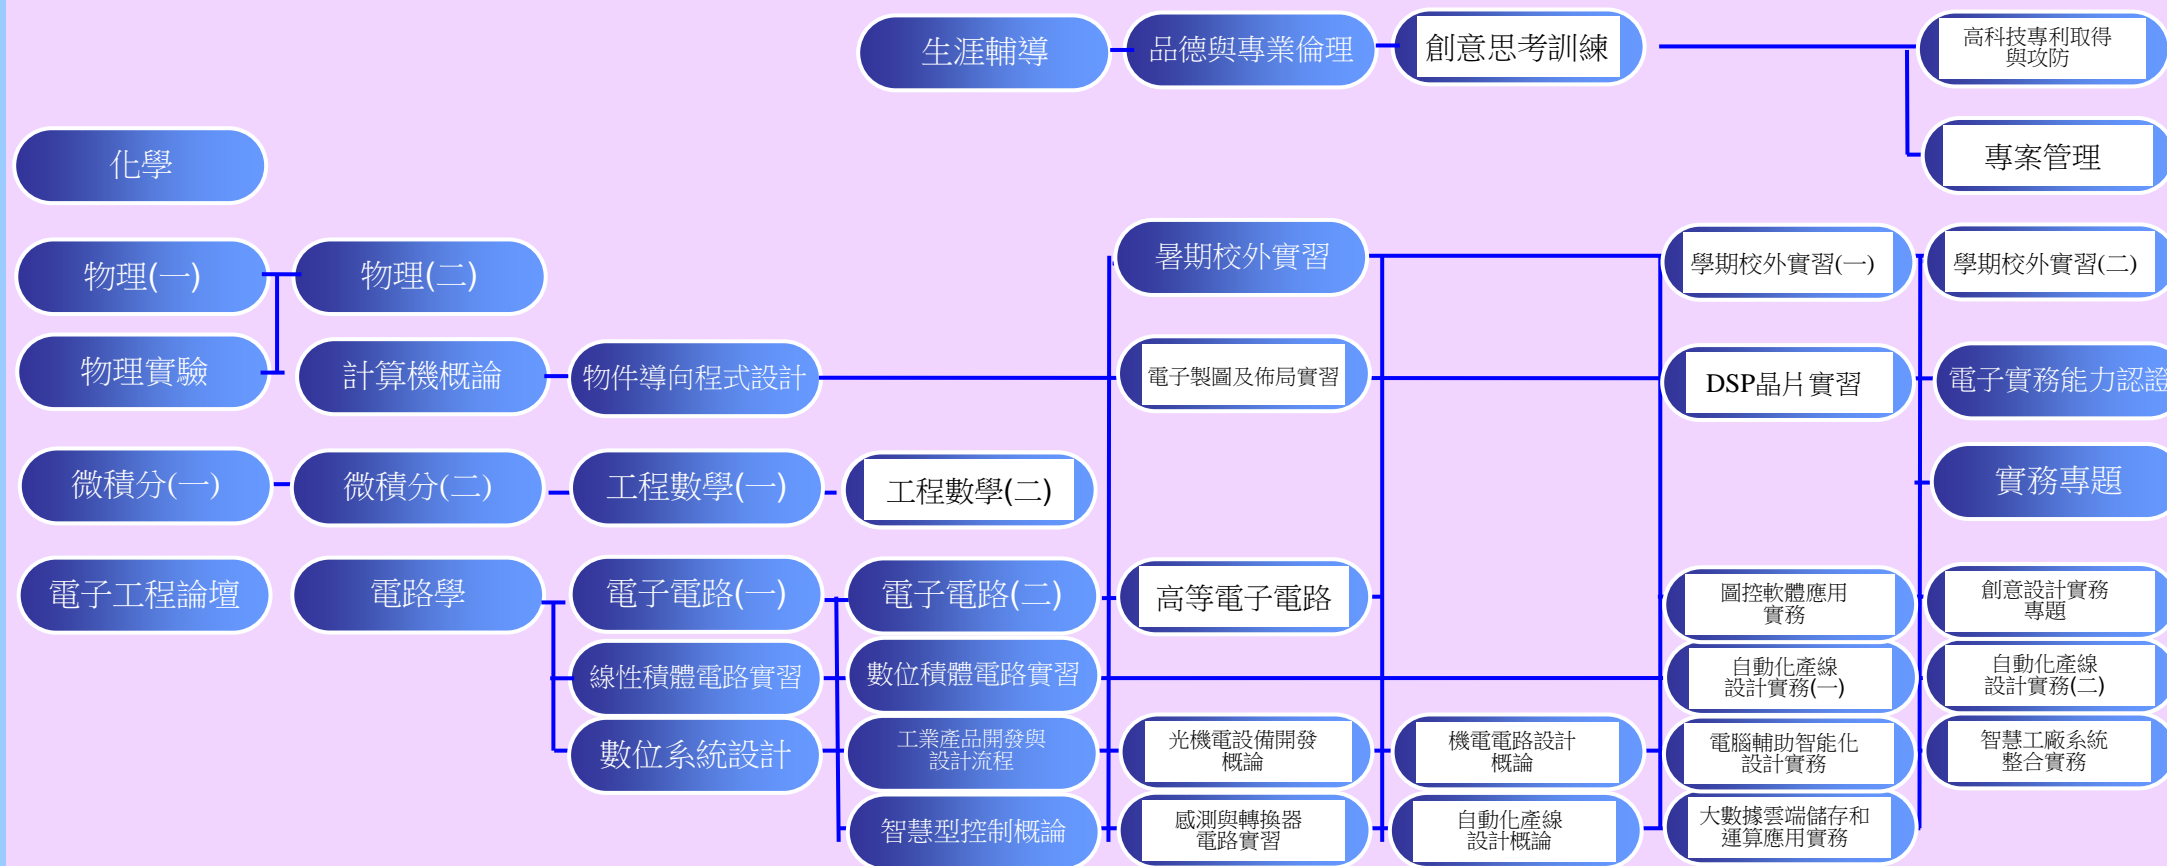 生涯輔導
品德與專業倫理
創意思考訓練
高科技專利取得
與攻防
化學
專案管理
物理(一)
物理(二)
暑期校外實習
學期校外實習(一)
學期校外實習(二)
物理實驗
計算機概論
物件導向程式設計
電子製圖及佈局實習
DSP晶片實習
電子實務能力認證
微積分(一)
微積分(二)
工程數學(一)
工程數學(二)
實務專題
電子工程論壇
電路學
電子電路(一)
電子電路(二)
高等電子電路
圖控軟體應用
實務
創意設計實務
專題
線性積體電路實習
數位積體電路實習
自動化產線
設計實務(一)
自動化產線
設計實務(二)
數位系統設計
工業產品開發與
設計流程
光機電設備開發
概論
機電電路設計
概論
電腦輔助智能化
設計實務
智慧工廠系統
整合實務
智慧型控制概論
感測與轉換器
電路實習
自動化產線
設計概論
大數據雲端儲存和
運算應用實務